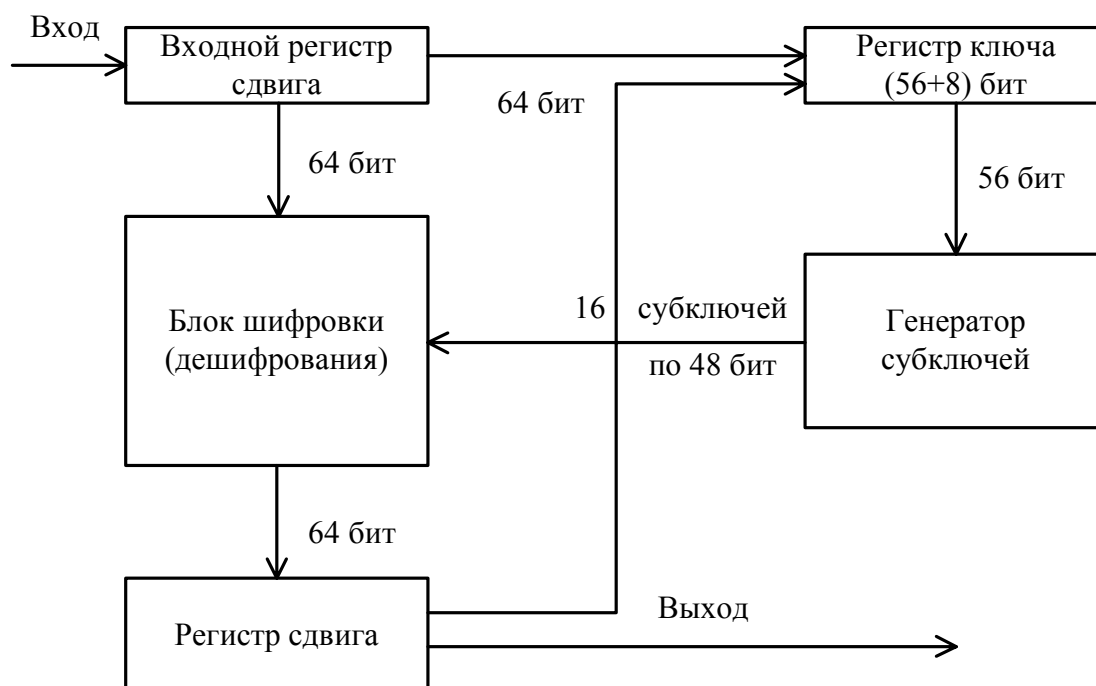 Вход
Входной регистр
сдвига
Регистр ключа
(56+8) бит
64 бит
64 бит
56 бит
Блок шифровки
(дешифрования)
16 субключей
по 48 бит
Генератор
субключей
64 бит
Регистр сдвига
Выход